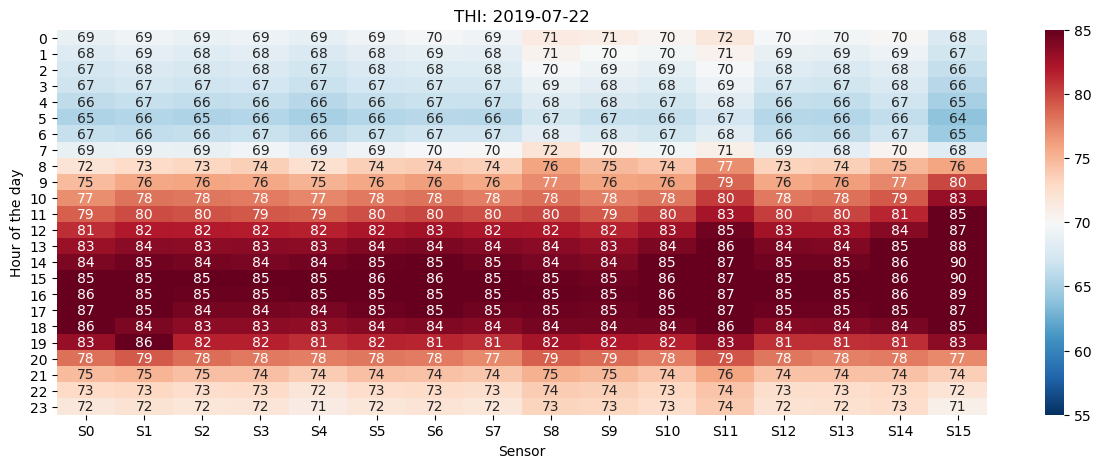 THI: 2019-07-22
Hour of the day
0 69 69 69 69 69 69 70 69 71 71 70 72 70 70 70 68
1 68 69 68 68 68 68 69 68 71 70 70 71 69 69 69 67
2 67 68 68 68 67 68 68 68 70 69 69 70 68 68 68 66
3 67 67 67 67 67 67 68 67 69 68 68 69 67 67 68 66
4 66 67 66 66 66 66 67 67 68 68 67 68 66 66 67 65
5 65 66 65 66 65 66 66 66 67 67 66 67 66 66 66 64
6 67 66 66 67 66 67 67 67 68 68 67 68 66 66 67 65
7 69 69 69 69 69 69 70 70 72 70 70 71 69 68 70 68
8 72 73 73 74 72 74 74 74 76 75 74 77 73 74 75 76
9 75 76 76 76 75 76 76 76 77 76 76 79 76 76 77 80
10 77 78 78 78 77 78 78 78 78 78 78 80 78 78 79 83
11 79 80 80 79 79 80 80 80 80 79 80 83 80 80 81 85
12 81 82 82 82 82 82 83 82 82 82 83 85 83 83 84 87
13 83 84 83 83 83 84 84 84 84 83 84 86 84 84 85 88
14 84 85 84 84 84 85 85 85 84 84 85 87 85 85 86 90
15 85 85 85 85 85 86 86 85 85 85 86 87 85 85 86 90
16 86 85 85 85 85 85 85 85 85 85 86 87 85 85 86 89
17 87 85 84 84 84 85 85 85 85 85 85 87 85 85 85 87
18 86 84 83 83 83 84 84 84 84 84 84 86 84 84 84 85
19 83 86 82 82 81 82 81 81 82 82 82 83 81 81 81 83
20 78 79 78 78 78 78 78 77 79 79 78 79 78 78 78 77
21 75 75 75 74 74 74 74 74 75 75 74 76 74 74 74 74
22 73 73 73 73 72 73 73 73 74 74 73 74 73 73 73 72
23 72 72 72 72 71 72 72 72 73 73 73 74 72 72 73 71
S0 S1 S2 S3 S4 S5 S6 S7 S8 S9 S10 S11 S12 S13 S14 S15
Sensor
85
80
75
70
65
60
55